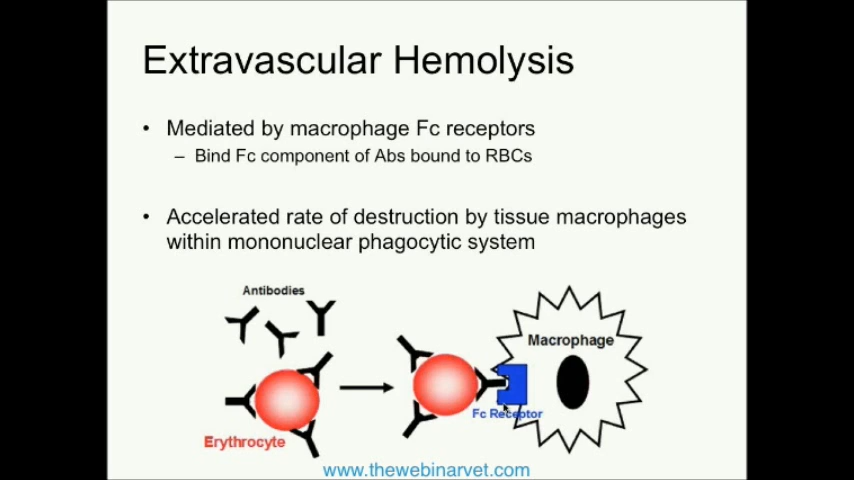 Extravascular Hemolysis
• Mediated by macrophage Fc receptors
– Bind Fc component of Abs bound to RBCs
• Accelerated rate of destruction by tissue macrophages
within mononuclear phagocytic system
Antibodies
Macrophage
Fc Receptor
Erythrocyte
www.thewebinarvet.com